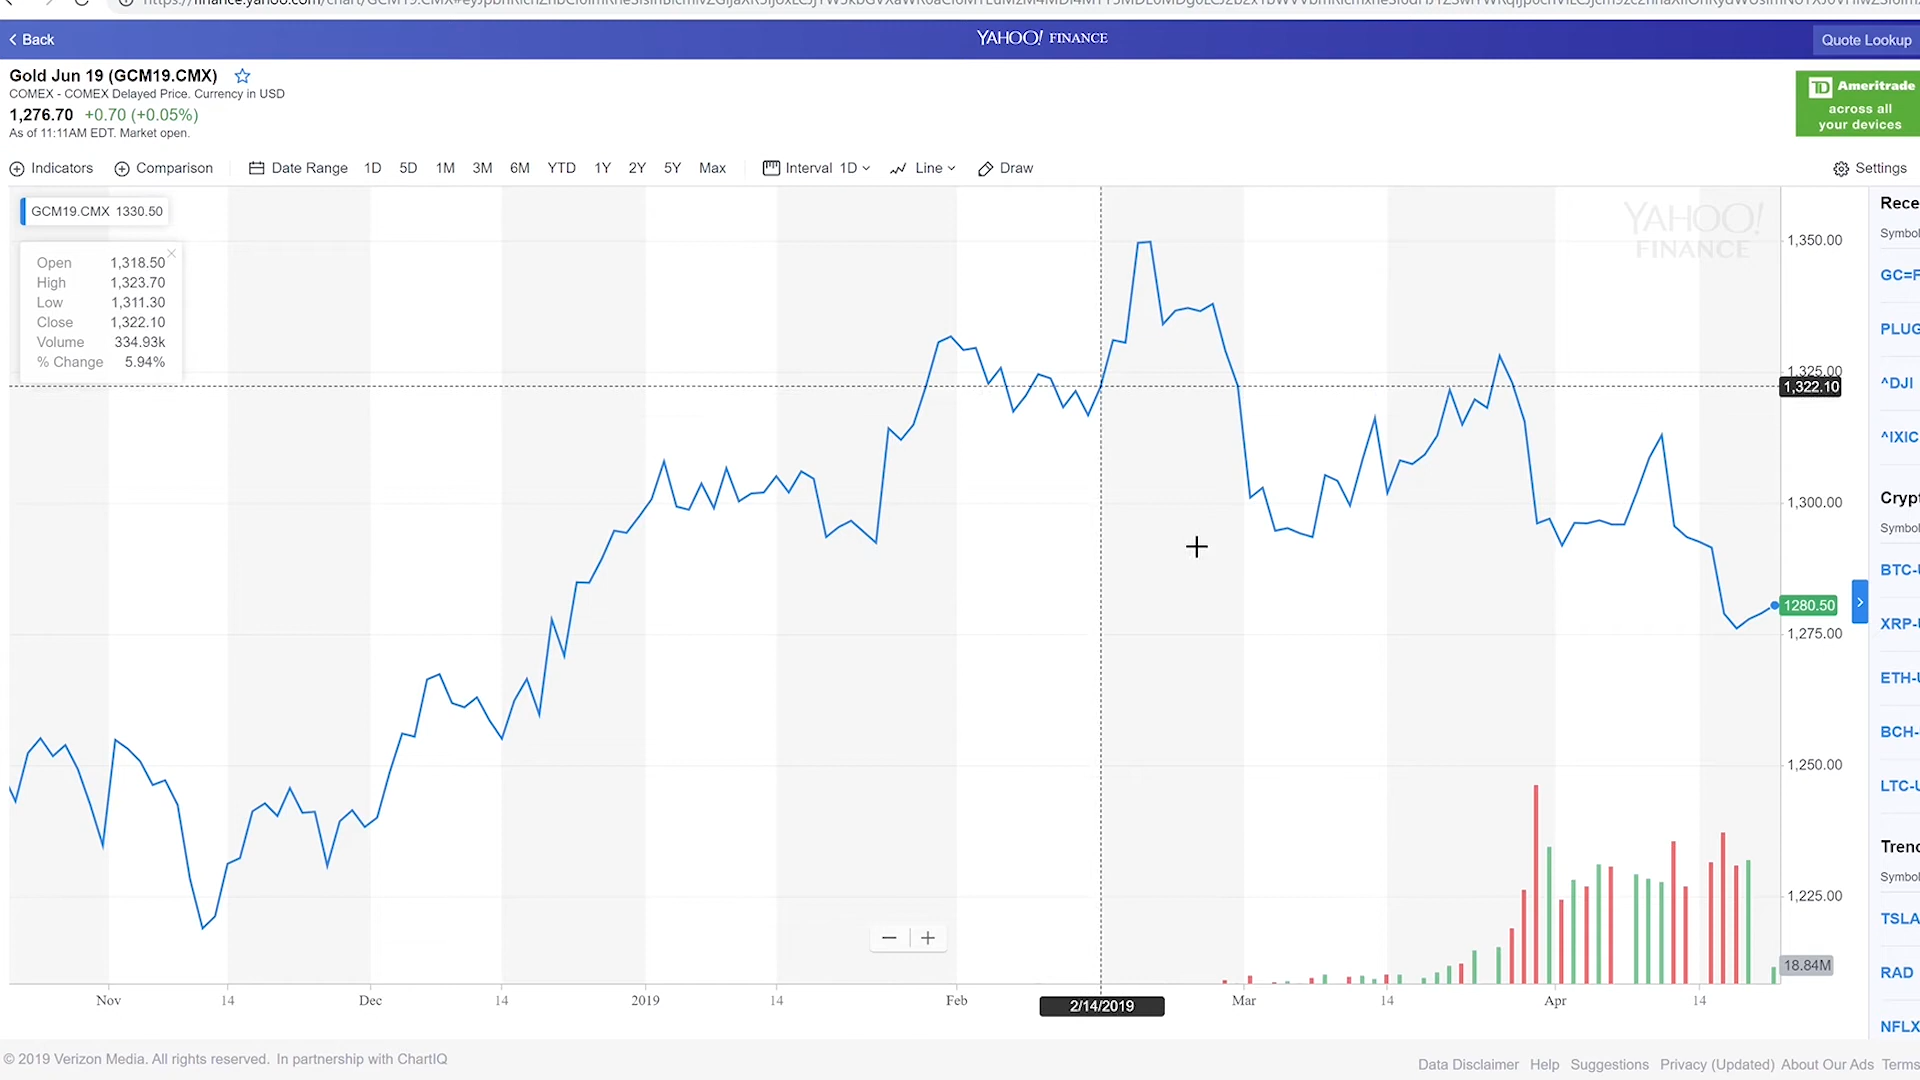 Back
YAHOO! FINANCE
Quote Lookup
Gold Jun 19 (GCM19.CMX)
COMEX - COMEX Delayed Price. Currency in USD
1,276.70 +0.70 (+0.05%)
As of 11:11AM EDT. Market open.
TD Ameritrade
across all
your devices
Indicators Comparison Date Range 1D 5D 1M 3M 6M YTD 1Y 2Y 5Y Max Interval 1D Line Draw Settings
GCM19.CMX 1330.50
Open 1,318.50
High 1,323.70
Low 1,311.30
Close 1,322.10
Volume 334.93k
% Change 5.94%
YAHOO!
FINANCE
1,350.00
1,325.00
1,322.10
1,300.00
1280.50
1,275.00
1,250.00
1,225.00
18.84M
Nov 14 Dec 14 2019 14 Feb 2/14/2019 Mar 14 Apr 14
Rece
Symbol
GC=F
PLUG
^DJI
^IXIC
Crypt
Symbol
BTC-U
XRP-U
ETH-U
BCH-
LTC-U
Trend
Symbol
TSLA
RAD
NFLX
© 2019 Verizon Media. All rights reserved. In partnership with ChartIQ
Data Disclaimer Help Suggestions Privacy (Updated) About Our Ads Terms